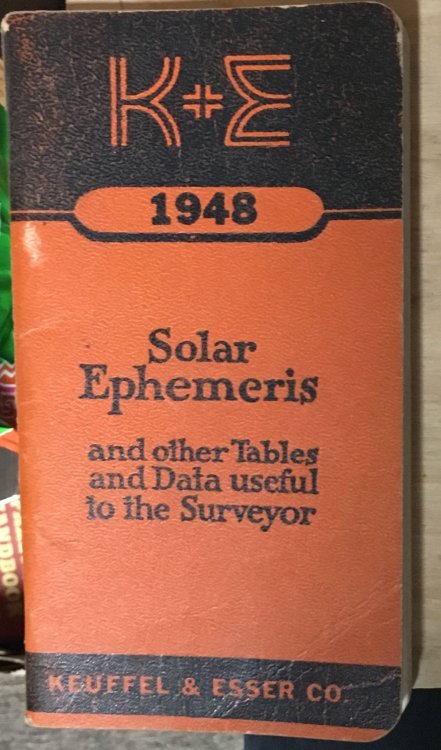 K+E
1948
Solar
Ephemeris
and other Tables
and Data useful
to the Surveyor
KEUFFEL & ESSER CO.